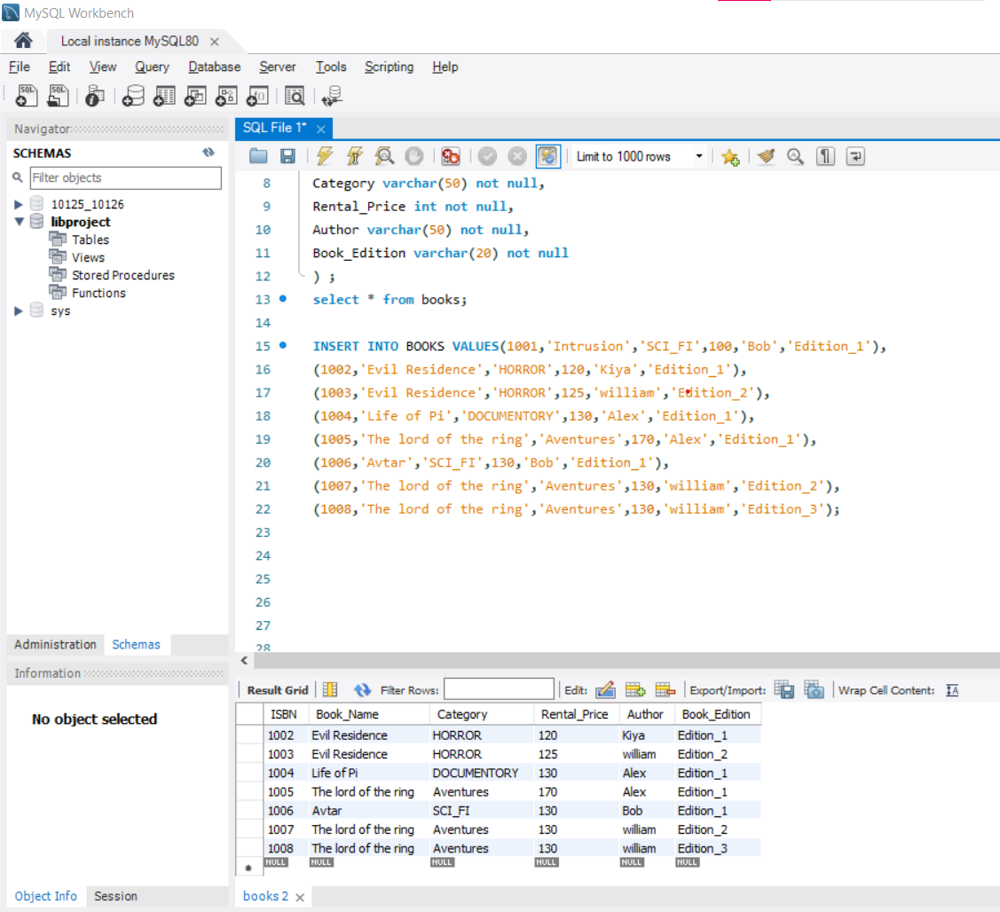 MySQL Workbench
Local instance MySQL80
File Edit View Query Database Server Tools Scripting Help
Navigator
SCHEMAS
Filter objects
10125_10126
libproject
Tables
Views
Stored Procedures
Functions
sys
Administration Schemas
Information
No object selected
Object Info Session
SQL File 1*
Limit to 1000 rows
8 Category varchar(50) not null,
9 Rental_Price int not null,
10 Author varchar(50) not null,
11 Book_Edition varchar(20) not null
12 ) ;
13 select * from books;
14
15 INSERT INTO BOOKS VALUES(1001,'Intrusion','SCI_FI',100,'Bob','Edition_1'),
16 (1002,'Evil Residence','HORROR',120,'Kiya','Edition_1'),
17 (1003,'Evil Residence','HORROR',125,'william','Edition_2'),
18 (1004,'Life of Pi','DOCUMENTORY',130,'Alex','Edition_1'),
19 (1005,'The lord of the ring','Aventures',170,'Alex','Edition_1'),
20 (1006,'Avtar','SCI_FI',130,'Bob','Edition_1'),
21 (1007,'The lord of the ring','Aventures',130,'william','Edition_2'),
22 (1008,'The lord of the ring','Aventures',130,'william','Edition_3');
23
24
25
26
27
28
Result Grid Filter Rows: Edit: Export/Import: Wrap Cell Content:
ISBN Book_Name Category Rental_Price Author Book_Edition
1002 Evil Residence HORROR 120 Kiya Edition_1
1003 Evil Residence HORROR 125 william Edition_2
1004 Life of Pi DOCUMENTORY 130 Alex Edition_1
1005 The lord of the ring Aventures 170 Alex Edition_1
1006 Avtar SCI_FI 130 Bob Edition_1
1007 The lord of the ring Aventures 130 william Edition_2
1008 The lord of the ring Aventures 130 william Edition_3
NULL NULL NULL NULL NULL NULL
books 2